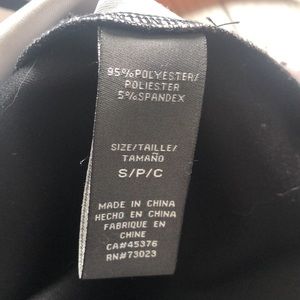 95%POLYESTER/
POLIESTER
5%SPANDEX
SIZE/TAILLE/
TAMAÑO
S/P/C
MADE IN CHINA
HECHO EN CHINA
FABRIQUE EN
CHINE
CA#45376
RN#73023